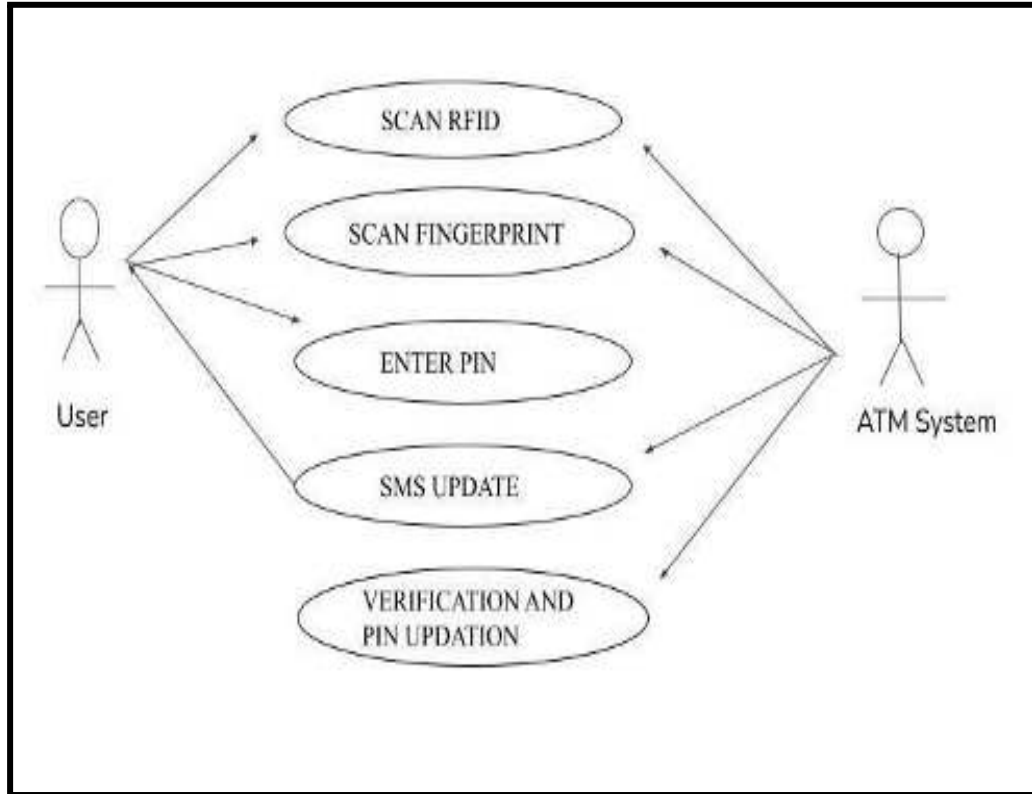 SCAN RFID
SCAN FINGERPRINT
ENTER PIN
User
ATM System
SMS UPDATE
VERIFICATION AND
PIN UPDATION